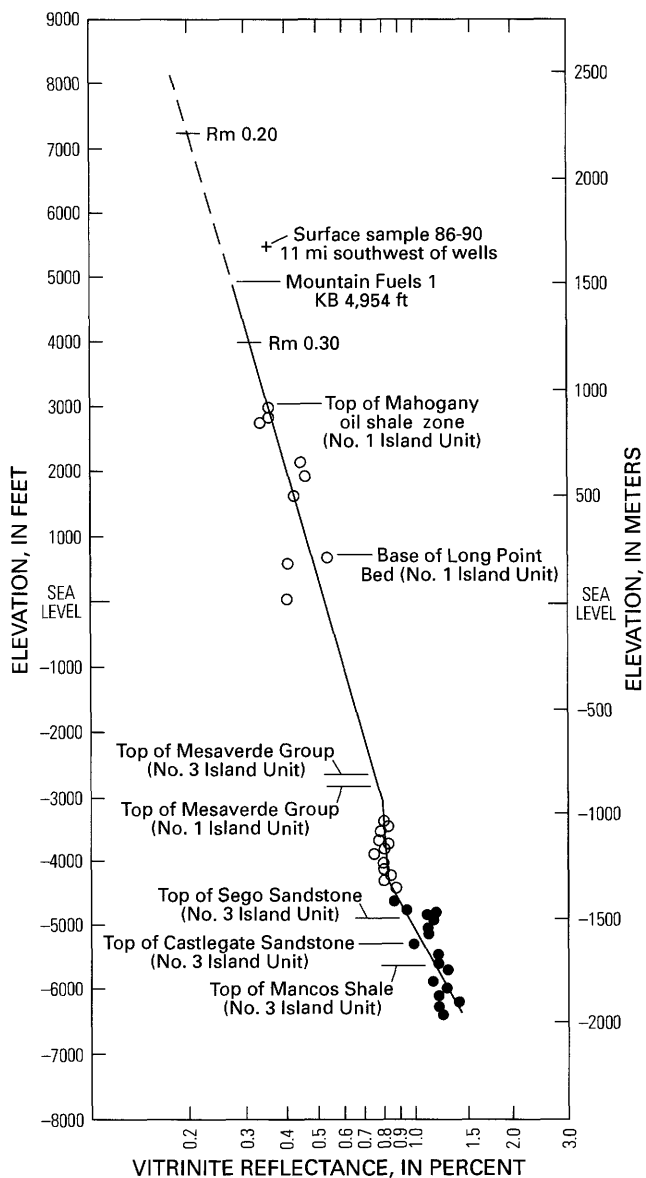 9000
8000
7000
6000
5000
4000
3000
2000
1000
SEA
LEVEL
–1000
–2000
–3000
–4000
–5000
–6000
–7000
–8000
ELEVATION, IN FEET
Rm 0.20
Surface sample 86-90
11 mi southwest of wells
Mountain Fuels 1
KB 4,954 ft
Rm 0.30
Top of Mahogany
oil shale zone
(No. 1 Island Unit)
Base of Long Point
Bed (No. 1 Island Unit)
Top of Mesaverde Group
(No. 3 Island Unit)
Top of Mesaverde Group
(No. 1 Island Unit)
Top of Sego Sandstone
(No. 3 Island Unit)
Top of Castlegate Sandstone
(No. 3 Island Unit)
Top of Mancos Shale
(No. 3 Island Unit)
2500
2000
1500
1000
500
SEA
LEVEL
–500
–1000
–1500
–2000
ELEVATION, IN METERS
0.2
0.3
0.4
0.5
0.6
0.7
0.8
0.9
1.0
1.5
2.0
3.0
VITRINITE REFLECTANCE, IN PERCENT